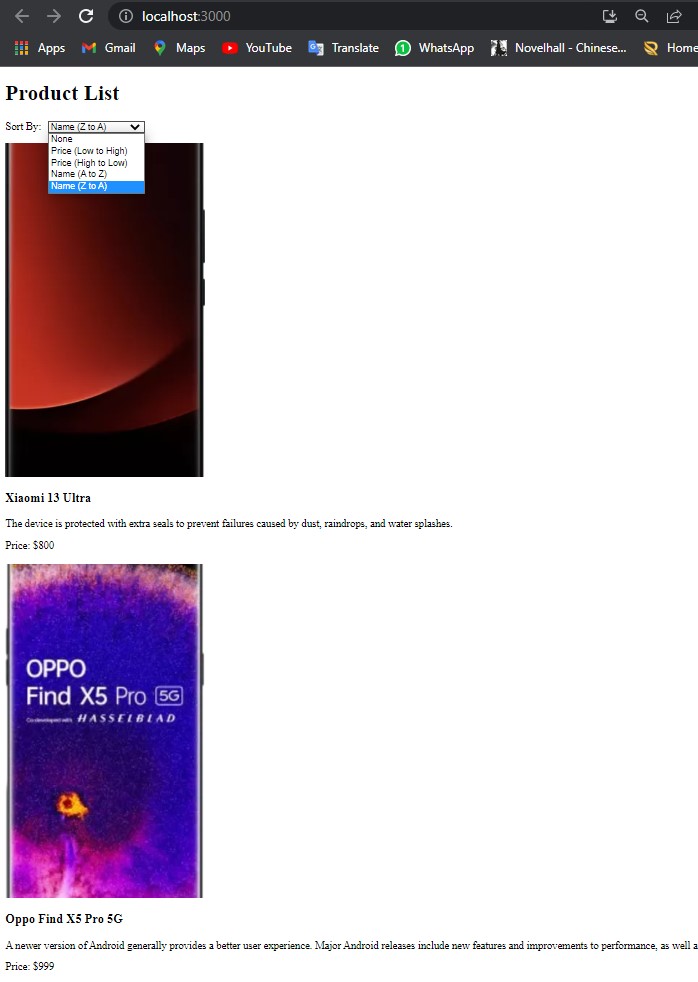 localhost:3000
Apps Gmail Maps YouTube Translate WhatsApp Novelhall - Chinese... Home
Product List
Sort By: Name (Z to A)
None
Price (Low to High)
Price (High to Low)
Name (A to Z)
Name (Z to A)
Xiaomi 13 Ultra
The device is protected with extra seals to prevent failures caused by dust, raindrops, and water splashes.
Price: $800
OPPO
Find X5 Pro 5G
Co-developed with HASSELBLAD
Oppo Find X5 Pro 5G
A newer version of Android generally provides a better user experience. Major Android releases include new features and improvements to performance, as well a
Price: $999